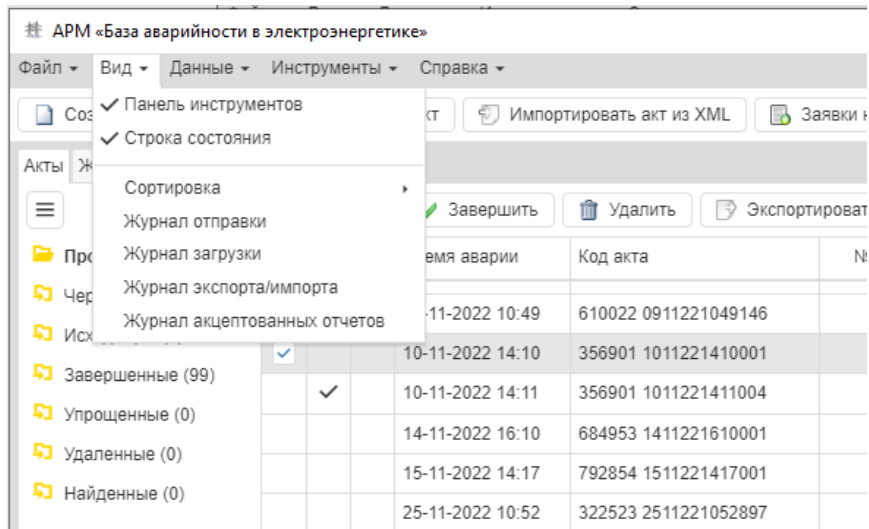 АРМ «База аварийности в электроэнергетике»
Файл Вид Данные Инструменты Справка
Импортировать акт из XML Заявки
Панель инструментов
Строка состояния
Сортировка
Журнал отправки
Журнал загрузки
Журнал экспорта/импорта
Журнал акцептованных отчетов
Акты
Завершить Удалить Экспортироват
емя аварии Код акта №
-11-2022 10:49 610022 0911221049146
10-11-2022 14:10 356901 1011221410001
Завершенные (99)
10-11-2022 14:11 356901 1011221411004
Упрощенные (0)
14-11-2022 16:10 684953 1411221610001
Удаленные (0)
15-11-2022 14:17 792854 1511221417001
Найденные (0)
25-11-2022 10:52 322523 2511221052897